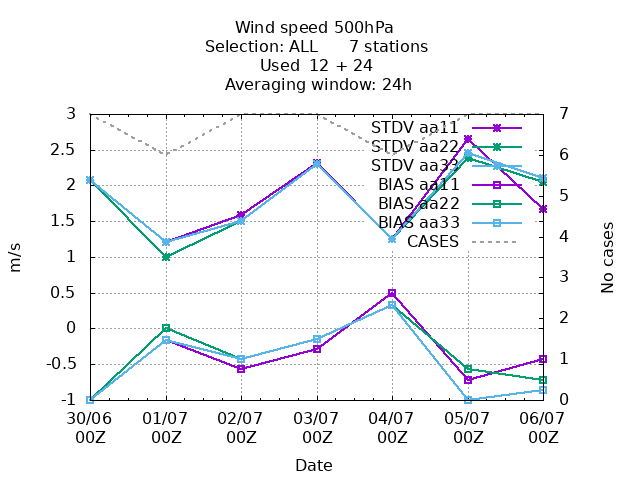 Wind speed 500hPa
Selection: ALL 7 stations
Used 12 + 24
Averaging window: 24h
3
2.5
2
1.5
1
0.5
0
-0.5
-1
m/s
STDV aa11
STDV aa22
STDV aa33
BIAS aa11
BIAS aa22
BIAS aa33
CASES
7
6
5
4
3
2
1
0
No cases
30/06 01/07 02/07 03/07 04/07 05/07 06/07
00Z 00Z 00Z 00Z 00Z 00Z 00Z
Date